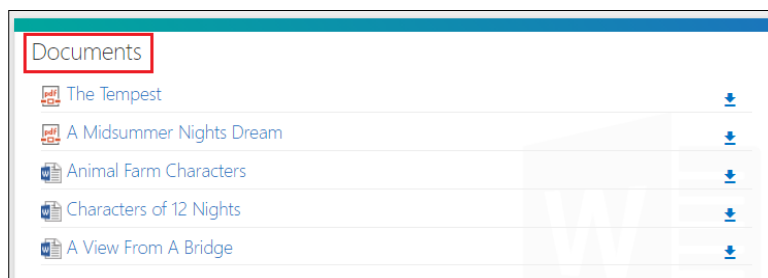 Documents
The Tempest
A Midsummer Nights Dream
Animal Farm Characters
Characters of 12 Nights
A View From A Bridge